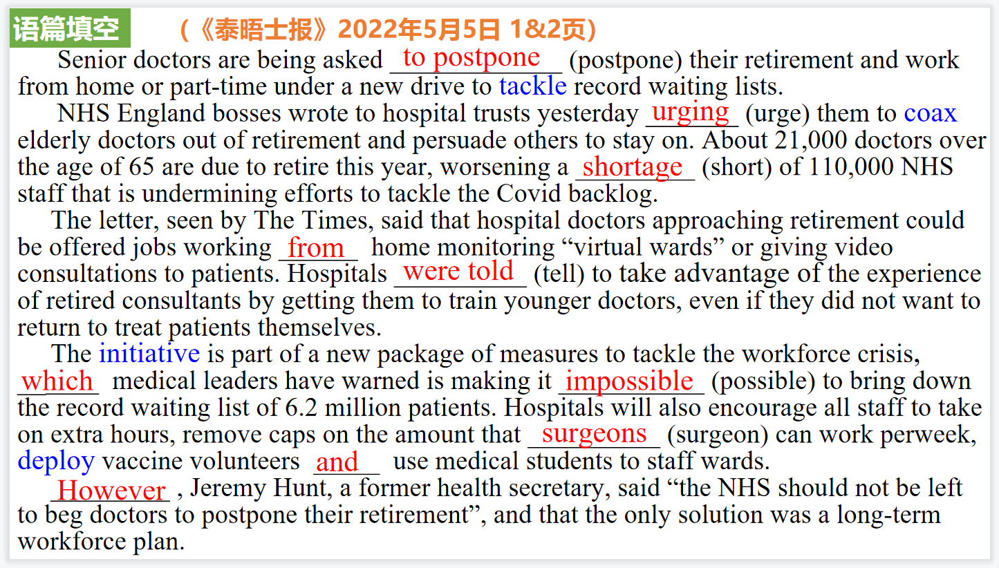 语篇填空 (《泰晤士报》2022年5月5日 1&2页)
Senior doctors are being asked to postpone (postpone) their retirement and work
from home or part-time under a new drive to tackle record waiting lists.
NHS England bosses wrote to hospital trusts yesterday urging (urge) them to coax
elderly doctors out of retirement and persuade others to stay on. About 21,000 doctors over
the age of 65 are due to retire this year, worsening a shortage (short) of 110,000 NHS
staff that is undermining efforts to tackle the Covid backlog.
The letter, seen by The Times, said that hospital doctors approaching retirement could
be offered jobs working from home monitoring “virtual wards” or giving video
consultations to patients. Hospitals were told (tell) to take advantage of the experience
of retired consultants by getting them to train younger doctors, even if they did not want to
return to treat patients themselves.
The initiative is part of a new package of measures to tackle the workforce crisis,
which medical leaders have warned is making it impossible (possible) to bring down
the record waiting list of 6.2 million patients. Hospitals will also encourage all staff to take
on extra hours, remove caps on the amount that surgeons (surgeon) can work perweek,
deploy vaccine volunteers and use medical students to staff wards.
However , Jeremy Hunt, a former health secretary, said “the NHS should not be left
to beg doctors to postpone their retirement”, and that the only solution was a long-term
workforce plan.